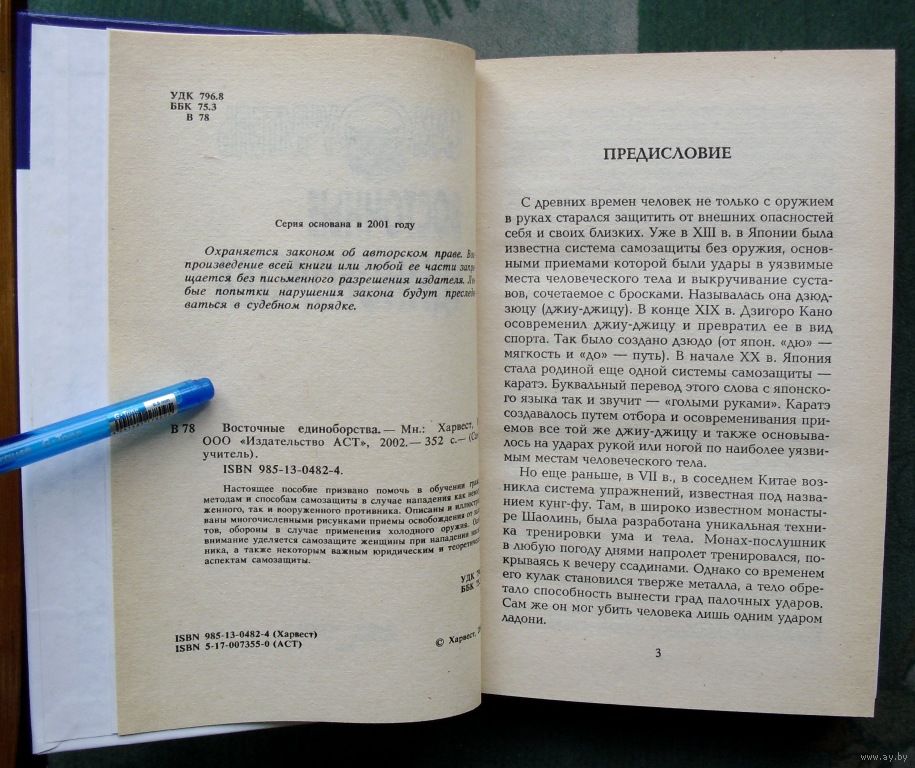 УДК 796.8
ББК 75.3
В 78
Серия основана в 2001 году
Охраняется законом об авторском праве.
произведение всей книги или любой ее части
щается без письменного разрешения издателя.
бые попытки нарушения закона будут преслед
ваться в судебном порядке.
В 78 Восточные единоборства.— Мн.: Харвест,
ООО «Издательство АСТ», 2002.— 352 с.—
учитель).
ISBN 985-13-0482-4.
Настоящее пособие призвано помочь в обучении
методам и способам самозащиты в случае нападения как
женного, так и вооруженного противника. Описаны и
ваны многочисленными рисунками приемы освобождения от
тов, обороны в случае применения холодного оружия.
внимание уделяется самозащите женщины при нападении
ника, а также некоторым важным юридическим и
аспектам самозащиты.
УДК
ББК
ISBN 985-13-0482-4 (Харвест)
ISBN 5-17-007355-0 (АСТ)
© Харвест,
ПРЕДИСЛОВИЕ
С древних времен человек не только с оружием
в руках старался защитить от внешних опасностей
себя и своих близких. Уже в XIII в. в Японии была
известна система самозащиты без оружия, основ-
ными приемами которой были удары в уязвимые
места человеческого тела и выкручивание суста-
вов, сочетаемое с бросками. Называлась она дзюд-
зюцу (джиу-джицу). В конце XIX в. Дзигоро Кано
осовременил джиу-джицу и превратил ее в вид
спорта. Так было создано дзюдо (от япон. «дю» —
мягкость и «до» — путь). В начале XX в. Япония
стала родиной еще одной системы самозащиты —
каратэ. Буквальный перевод этого слова с японско-
го языка так и звучит — «голыми руками». Каратэ
создавалось путем отбора и осовременивания при-
емов все той же джиу-джицу и также основыва-
лось на ударах рукой или ногой по наиболее уязви-
мым местам человеческого тела.
Но еще раньше, в VII в., в соседнем Китае воз-
никла система упражнений, известная под назва-
нием кунг-фу. Там, в широко известном монасты-
ре Шаолинь, была разработана уникальная техни-
ка тренировки ума и тела. Монах-послушник
в любую погоду днями напролет тренировался, по-
крываясь к вечеру ссадинами. Однако со временем
его кулак становился тверже металла, а тело обре-
тало способность вынести град палочных ударов.
Сам же он мог убить человека лишь одним ударом
ладони.
3
www.ay.by